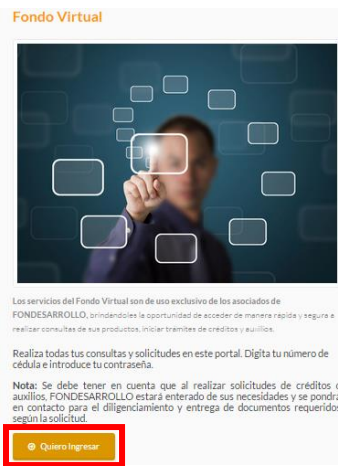 Fondo Virtual
Los servicios del Fondo Virtual son de uso exclusivo de los asociados de
FONDESARROLLO, brindándoles la oportunidad de acceder de manera rápida y segura a
realizar consultas de sus productos, iniciar trámites de créditos y auxilios.
Realiza todas tus consultas y solicitudes en este portal. Digita tu número de
cédula e introduce tu contraseña.
Nota: Se debe tener en cuenta que al realizar solicitudes de créditos o
auxilios, FONDESARROLLO estará enterado de sus necesidades y se pondrá
en contacto para el diligenciamiento y entrega de documentos requeridos
según la solicitud.
Quiero Ingresar